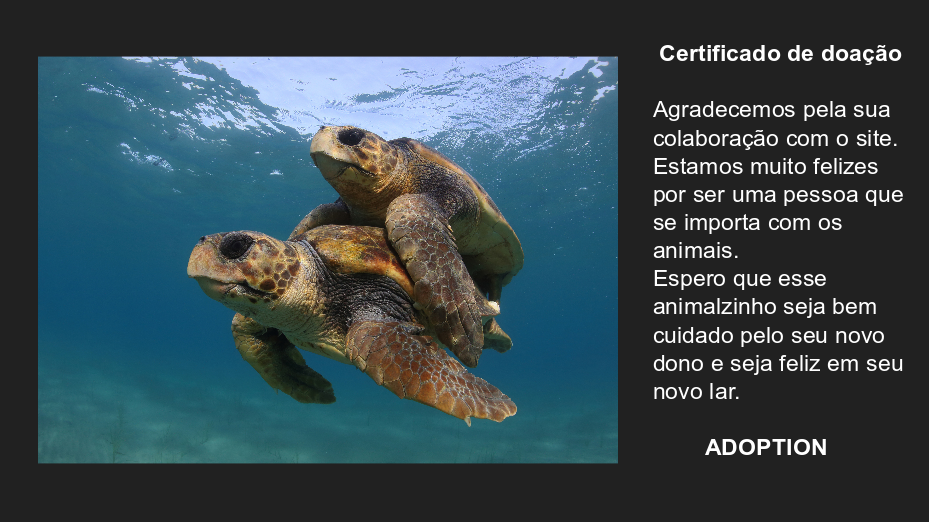 Certificado de doação
Agradecemos pela sua
colaboração com o site.
Estamos muito felizes
por ser uma pessoa que
se importa com os
animais.
Espero que esse
animalzinho seja bem
cuidado pelo seu novo
dono e seja feliz em seu
novo lar.
ADOPTION